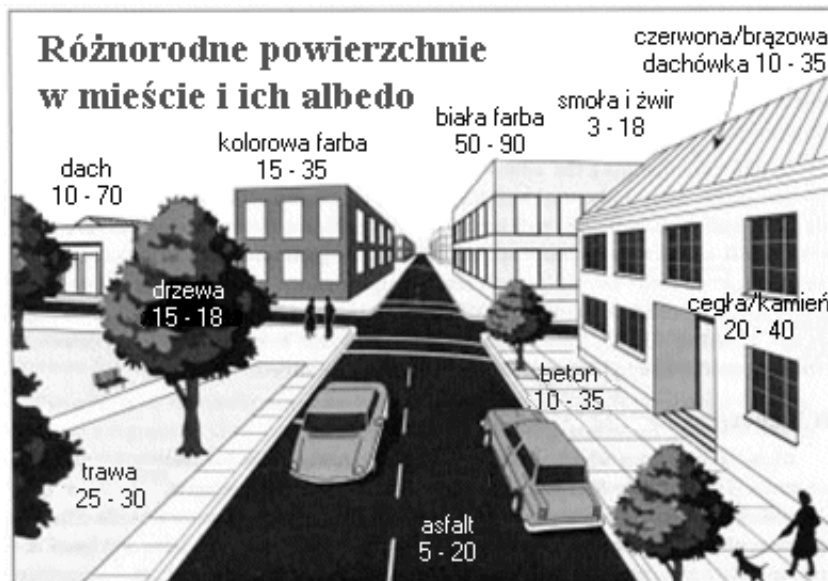 Różnorodne powierzchnie
w mieście i ich albedo
czerwona/brązowa
dachówka 10 - 35
smoła i żwir
3 - 18
biała farba
50 - 90
kolorowa farba
15 - 35
dach
10 - 70
drzewa
15 - 18
cegła/kamień
20 - 40
beton
10 - 35
trawa
25 - 30
asfalt
5 - 20